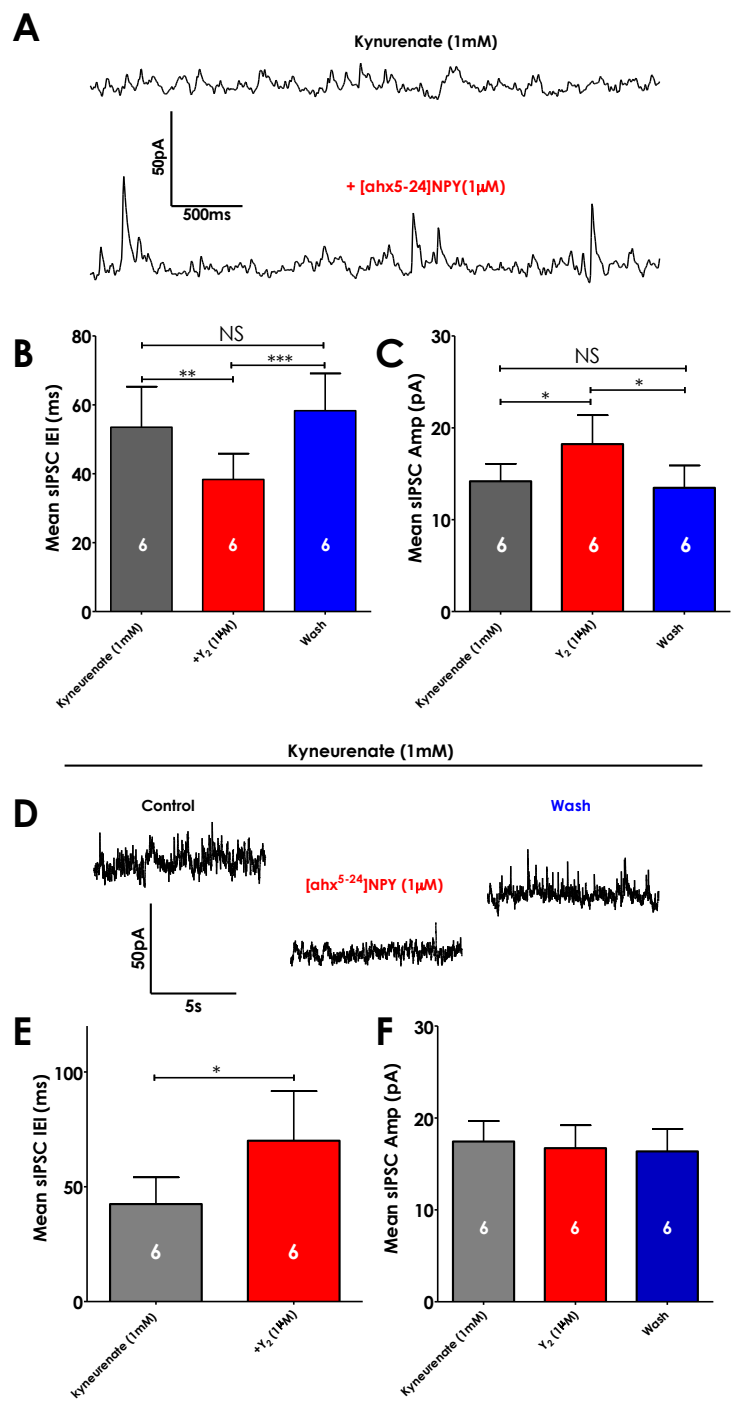 A
Kynurenate (1mM)
50pA
500ms
+ [ahx5-24]NPY(1µM)
B
Mean sIPSC IEI (ms)
80
60
40
20
0
NS
**
***
6
6
6
Kyneurenate (1mM)
+Y₂ (1µM)
Wash
C
Mean sIPSC Amp (pA)
30
20
10
0
NS
*
*
6
6
6
Kyneurenate (1mM)
Y₂ (1µM)
Wash
Kyneurenate (1mM)
D
Control
[ahx⁵⁻²⁴]NPY (1µM)
Wash
50pA
5s
E
Mean sIPSC IEI (ms)
100
50
0
*
6
6
kyneurenate (1mM)
+Y₂ (1µM)
F
Mean sIPSC Amp (pA)
30
20
10
0
6
6
6
Kyneurenate (1mM)
Y₂ (1µM)
Wash